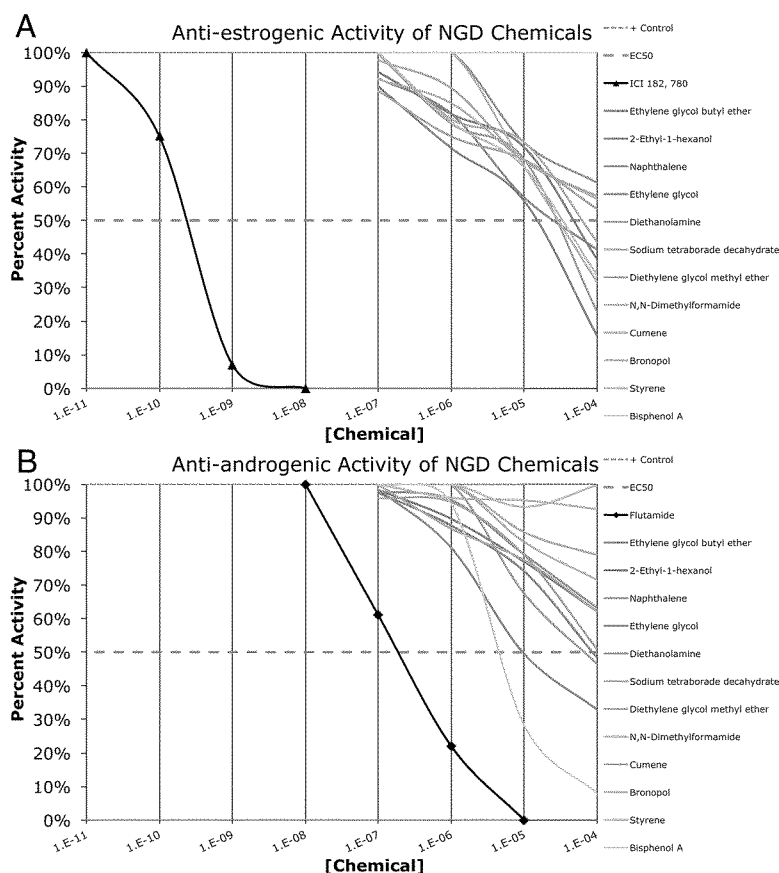 A
Anti-estrogenic Activity of NGD Chemicals
Percent Activity
100%
90%
80%
70%
60%
50%
40%
30%
20%
10%
0%
1.E-11
1.E-10
1.E-09
1.E-08
1.E-07
1.E-06
1.E-05
1.E-04
[Chemical]
+ Control
EC50
ICI 182, 780
Ethylene glycol butyl ether
2-Ethyl-1-hexanol
Naphthalene
Ethylene glycol
Diethanolamine
Sodium tetraborade decahydrate
Diethylene glycol methyl ether
N,N-Dimethylformamide
Cumene
Bronopol
Styrene
Bisphenol A
B
Anti-androgenic Activity of NGD Chemicals
Percent Activity
100%
90%
80%
70%
60%
50%
40%
30%
20%
10%
0%
1.E-11
1.E-10
1.E-09
1.E-08
1.E-07
1.E-06
1.E-05
1.E-04
[Chemical]
+ Control
EC50
Flutamide
Ethylene glycol butyl ether
2-Ethyl-1-hexanol
Naphthalene
Ethylene glycol
Diethanolamine
Sodium tetraborade decahydrate
Diethylene glycol methyl ether
N,N-Dimethylformamide
Cumene
Bronopol
Styrene
Bisphenol A